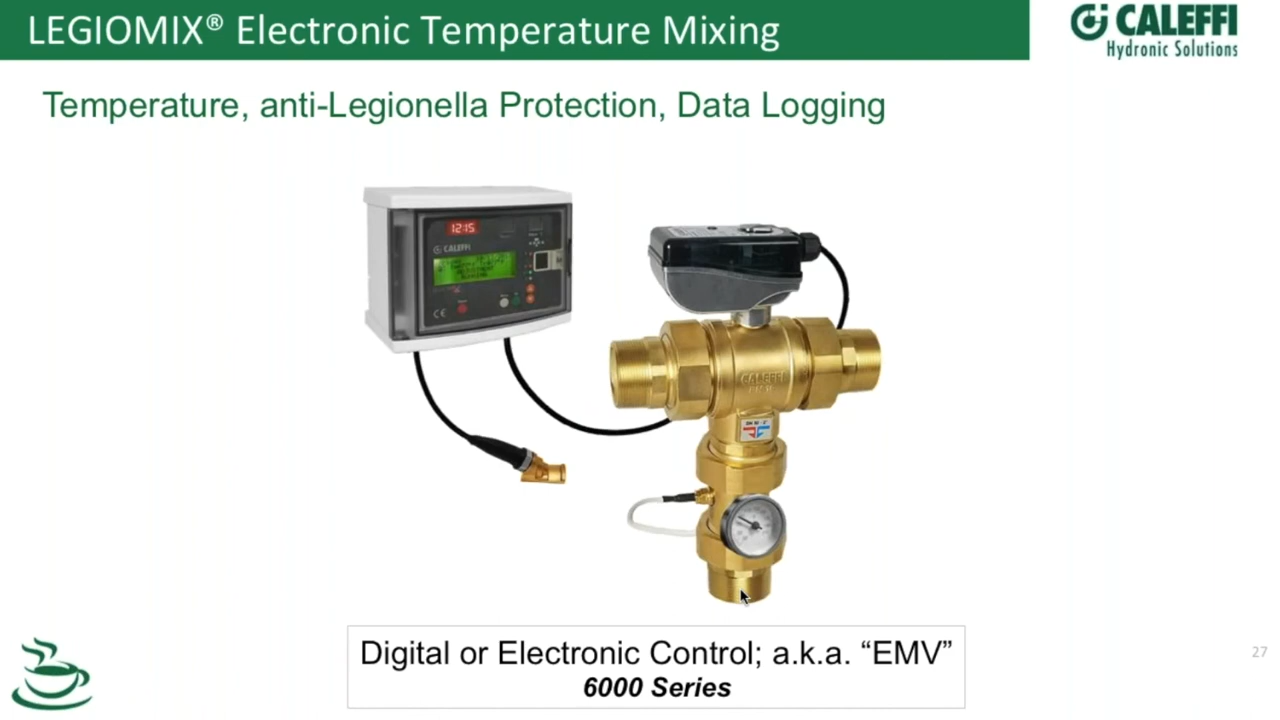 LEGIOMIX® Electronic Temperature Mixing
CALEFFI
Hydronic Solutions
Temperature, anti-Legionella Protection, Data Logging
12:15
CALEFFI
CE
CALEFFI
Digital or Electronic Control; a.k.a. “EMV”
6000 Series
27